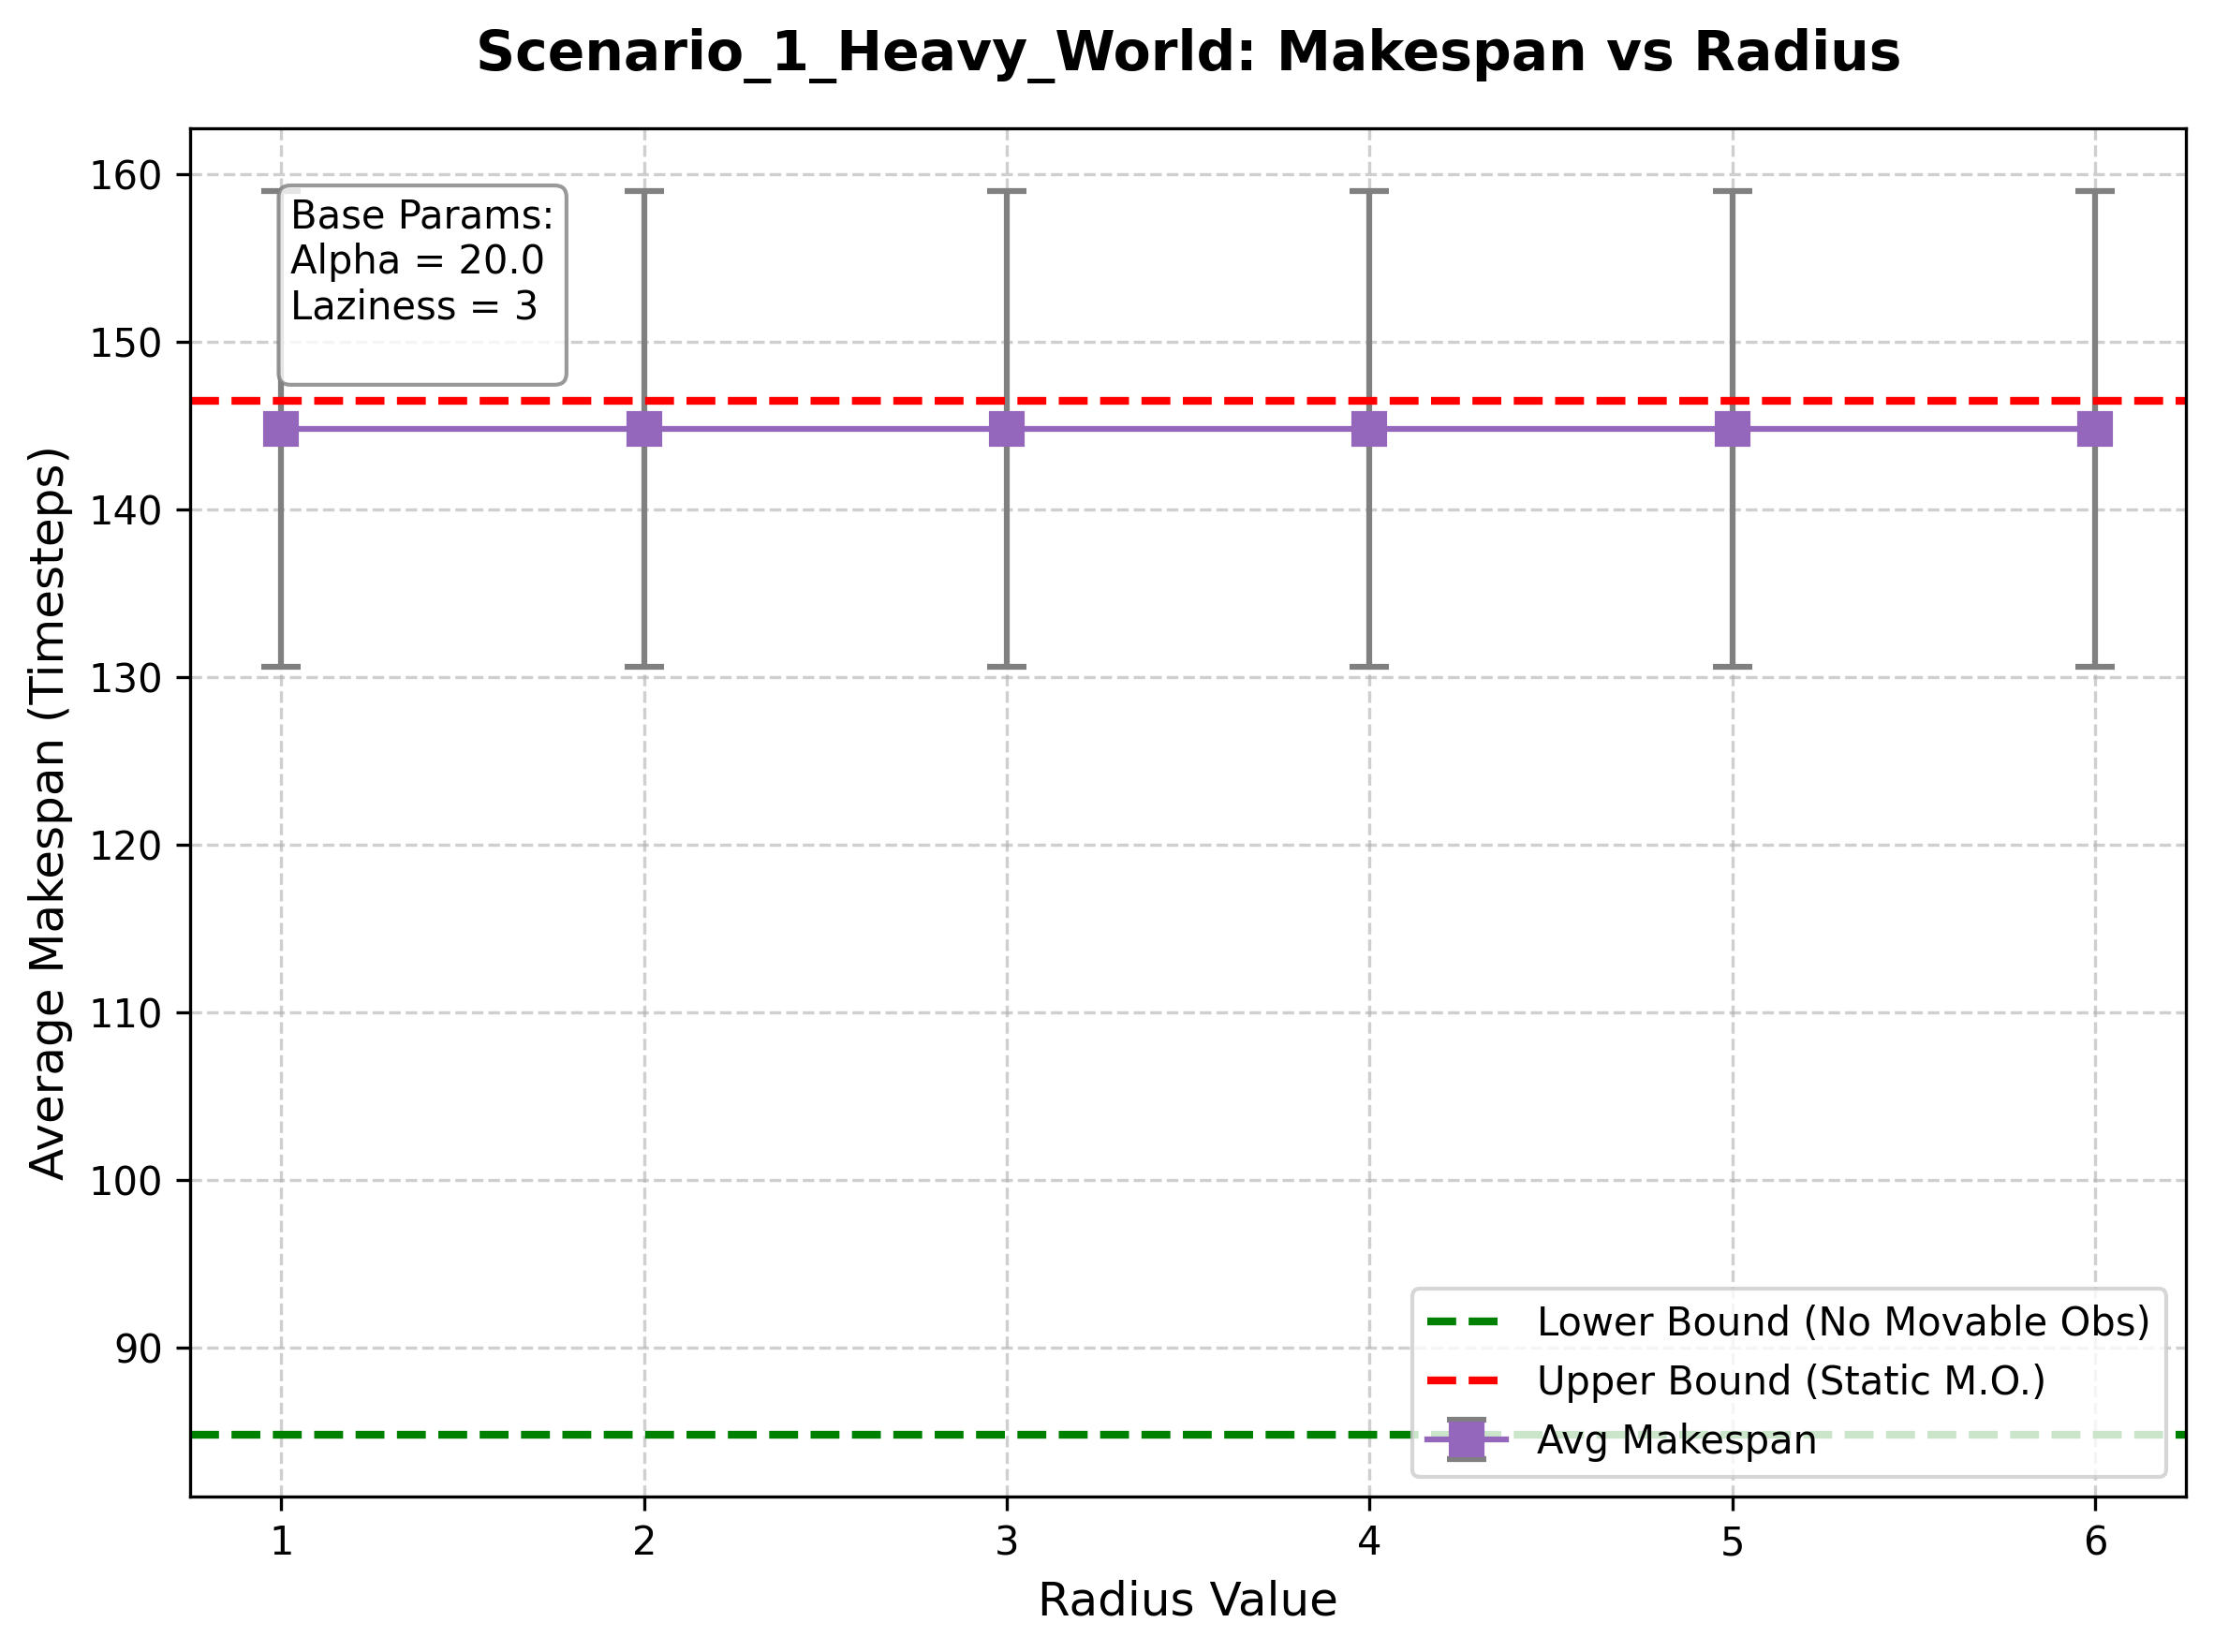 Scenario_1_Heavy_World: Makespan vs Radius
Average Makespan (Timesteps)
160
150
140
130
120
110
100
90
Base Params:
Alpha = 20.0
Laziness = 3
Lower Bound (No Movable Obs)
Upper Bound (Static M.O.)
Avg Makespan
1 2 3 4 5 6
Radius Value